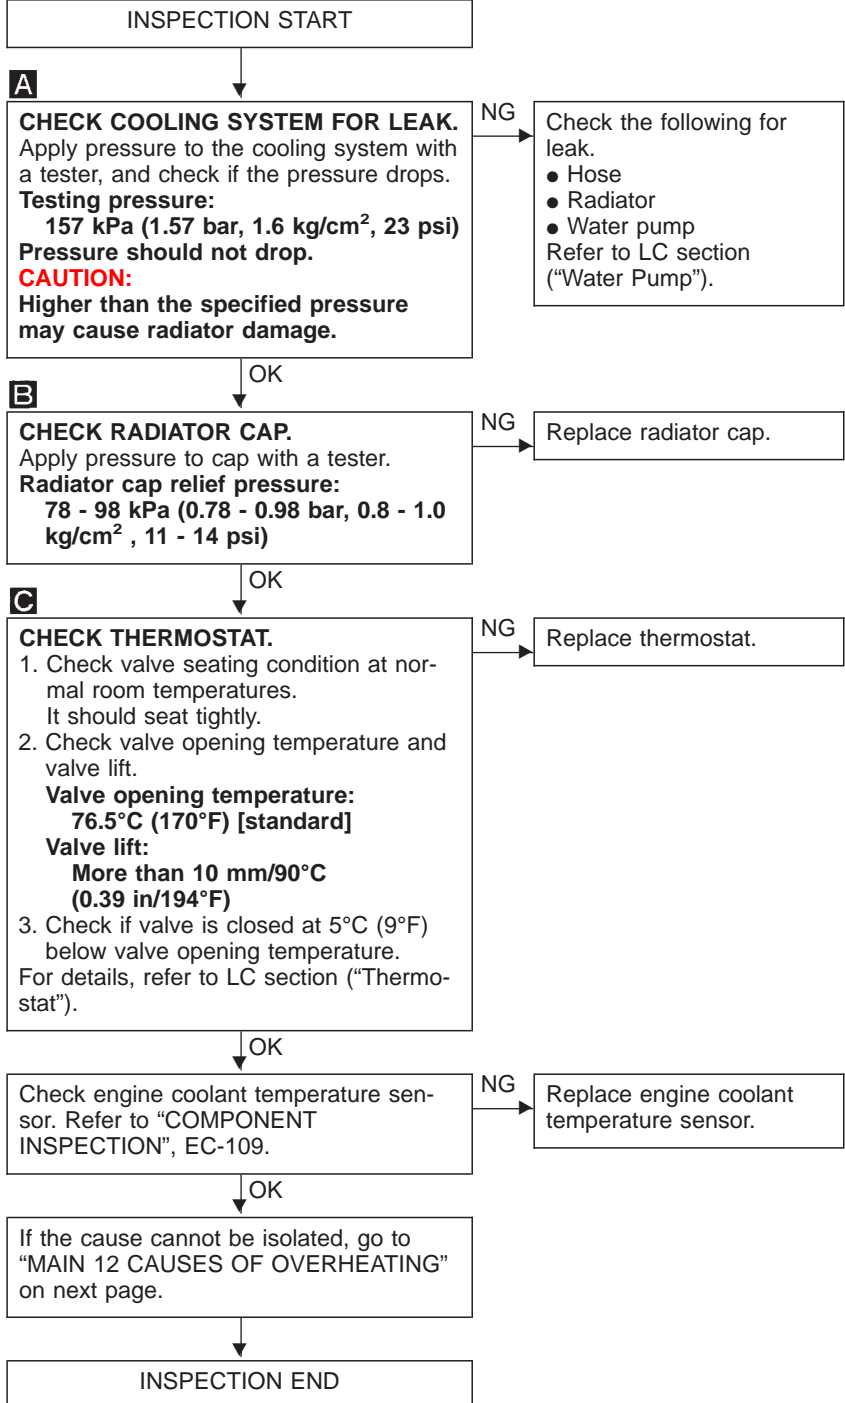 INSPECTION START
A
CHECK COOLING SYSTEM FOR LEAK.
Apply pressure to the cooling system with
a tester, and check if the pressure drops.
Testing pressure:
157 kPa (1.57 bar, 1.6 kg/cm², 23 psi)
Pressure should not drop.
CAUTION:
Higher than the specified pressure
may cause radiator damage.
NG
Check the following for
leak.
● Hose
● Radiator
● Water pump
Refer to LC section
(“Water Pump”).
OK
B
CHECK RADIATOR CAP.
Apply pressure to cap with a tester.
Radiator cap relief pressure:
78 - 98 kPa (0.78 - 0.98 bar, 0.8 - 1.0
kg/cm² , 11 - 14 psi)
NG
Replace radiator cap.
OK
C
CHECK THERMOSTAT.
1. Check valve seating condition at nor-
mal room temperatures.
It should seat tightly.
2. Check valve opening temperature and
valve lift.
Valve opening temperature:
76.5°C (170°F) [standard]
Valve lift:
More than 10 mm/90°C
(0.39 in/194°F)
3. Check if valve is closed at 5°C (9°F)
below valve opening temperature.
For details, refer to LC section (“Thermo-
stat”).
NG
Replace thermostat.
OK
Check engine coolant temperature sen-
sor. Refer to “COMPONENT
INSPECTION”, EC-109.
NG
Replace engine coolant
temperature sensor.
OK
If the cause cannot be isolated, go to
“MAIN 12 CAUSES OF OVERHEATING”
on next page.
INSPECTION END